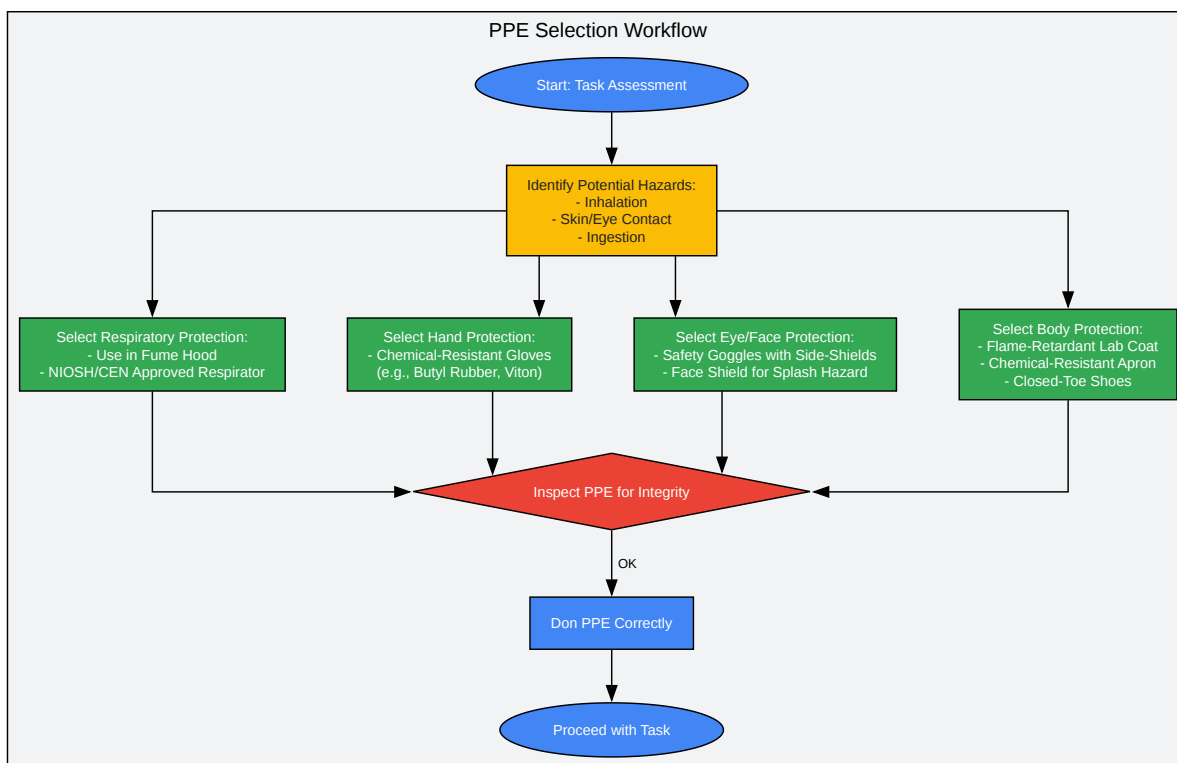 PPE Selection Workflow
Start: Task Assessment
Identify Potential Hazards:
- Inhalation
- Skin/Eye Contact
- Ingestion
Select Respiratory Protection:
- Use in Fume Hood
- NIOSH/CEN Approved Respirator
Select Hand Protection:
- Chemical-Resistant Gloves
(e.g., Butyl Rubber, Viton)
Select Eye/Face Protection:
- Safety Goggles with Side-Shields
- Face Shield for Splash Hazard
Select Body Protection:
- Flame-Retardant Lab Coat
- Chemical-Resistant Apron
- Closed-Toe Shoes
Inspect PPE for Integrity
OK
Don PPE Correctly
Proceed with Task